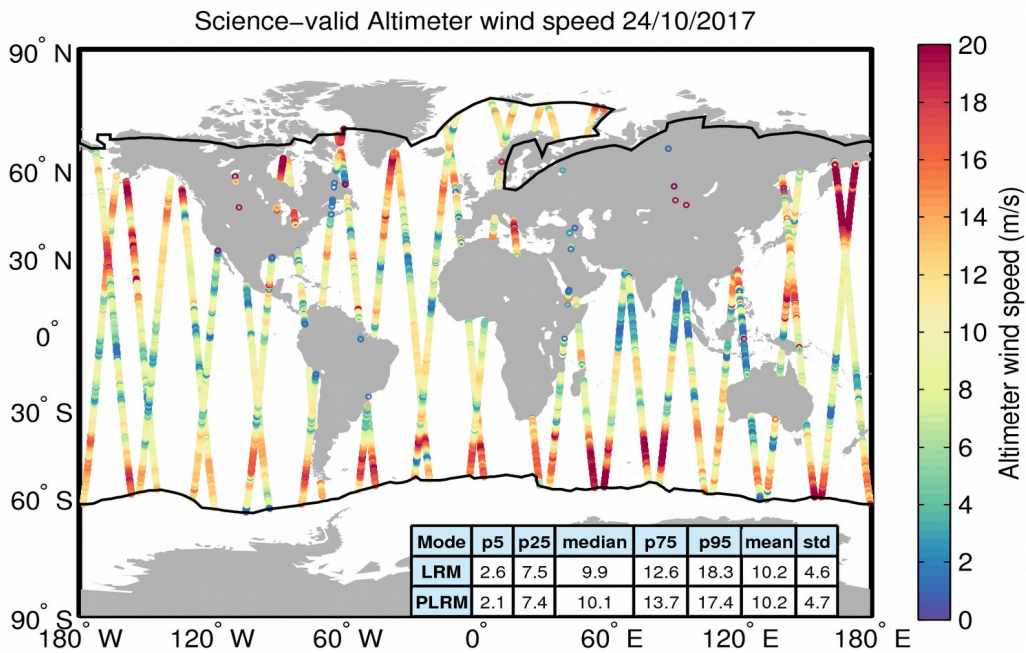 Science−valid Altimeter wind speed 24/10/2017
90° N
60° N
30° N
0°
30° S
60° S
90° S
180° W
120° W
60° W
0°
60° E
120° E
180° E
Mode p5 p25 median p75 p95 mean std
LRM 2.6 7.5 9.9 12.6 18.3 10.2 4.6
PLRM 2.1 7.4 10.1 13.7 17.4 10.2 4.7
20
18
16
14
12
10
8
6
4
2
0
Altimeter wind speed (m/s)